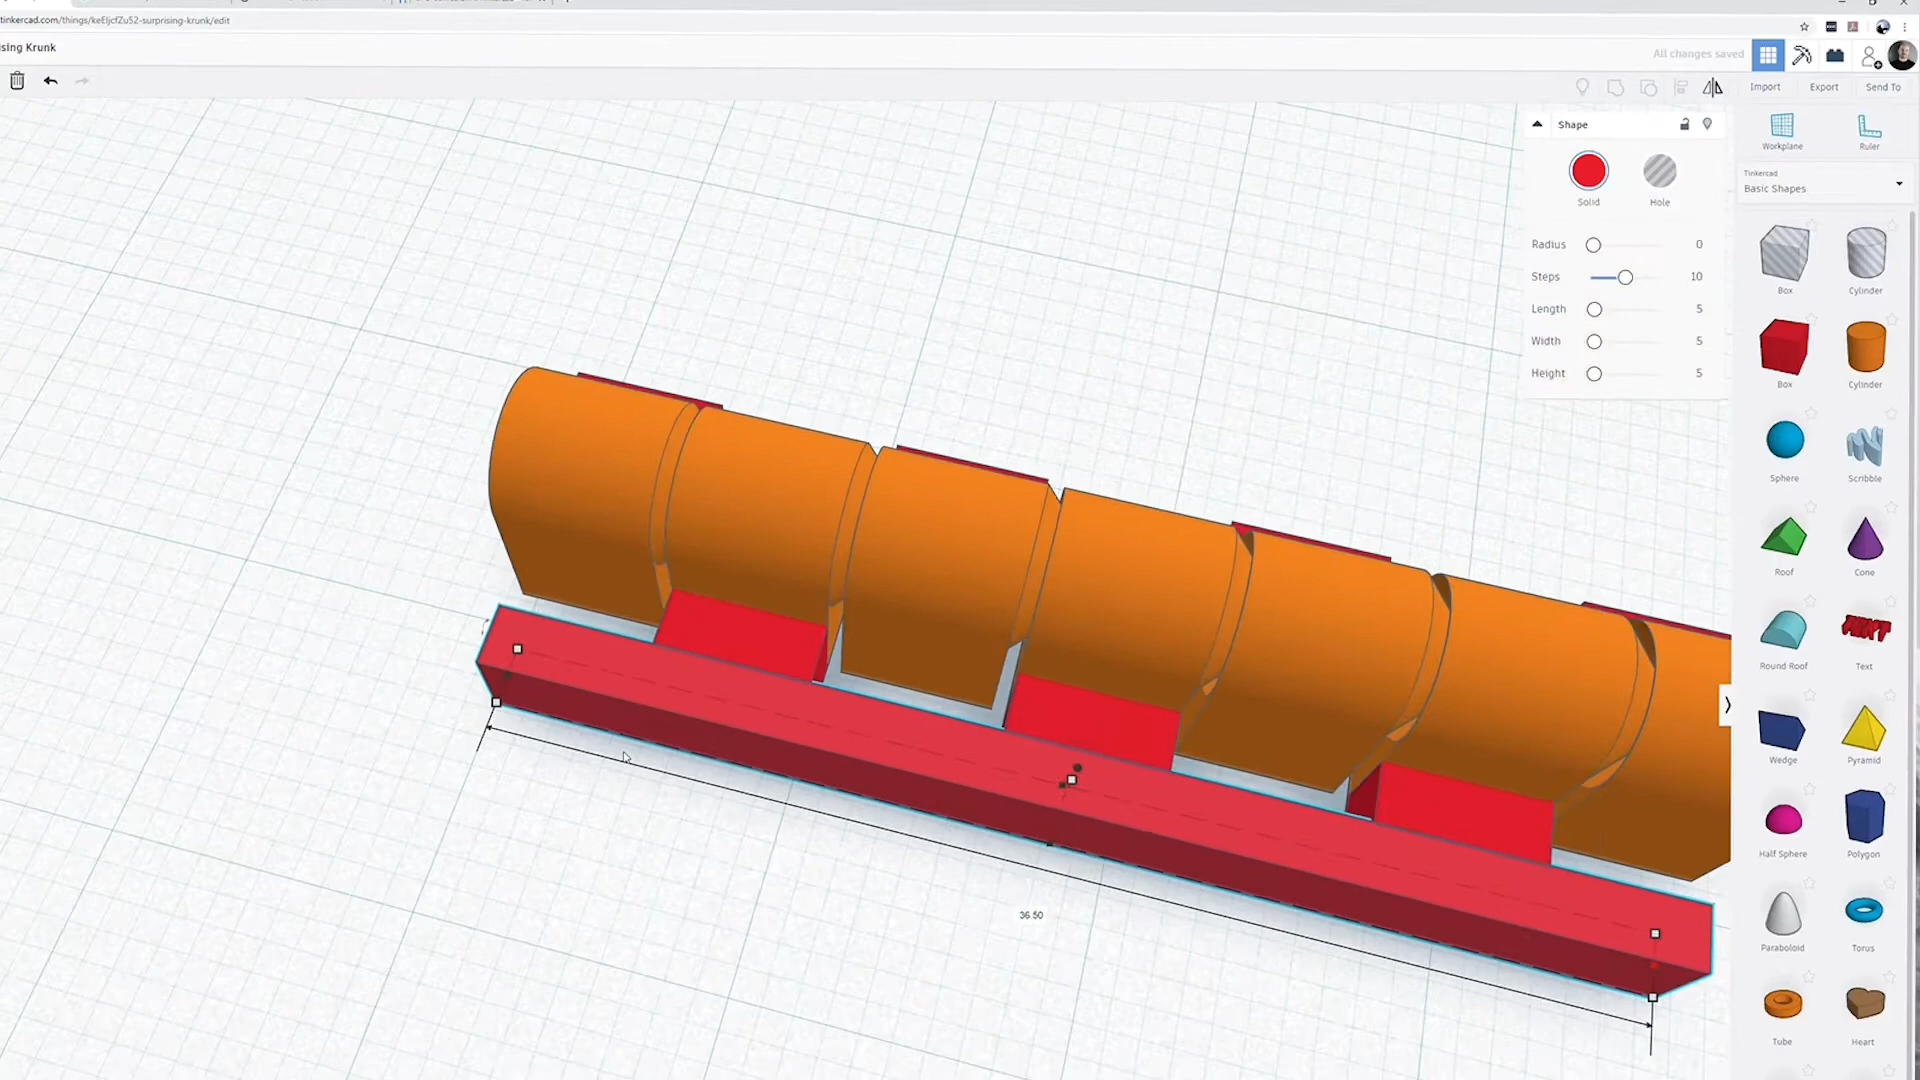 tinkercad.com/things/keEljcfZu52-surprising-krunk/edit
ising Krunk
All changes saved
Import Export Send To
Shape
Solid Hole
Radius 0
Steps 10
Length 5
Width 5
Height 5
Workplane Ruler
Tinkercad
Basic Shapes
Box Cylinder
Box Cylinder
Sphere Scribble
Roof Cone
Round Roof Text
Wedge Pyramid
Half Sphere Polygon
Paraboloid Torus
Tube Heart
36.50